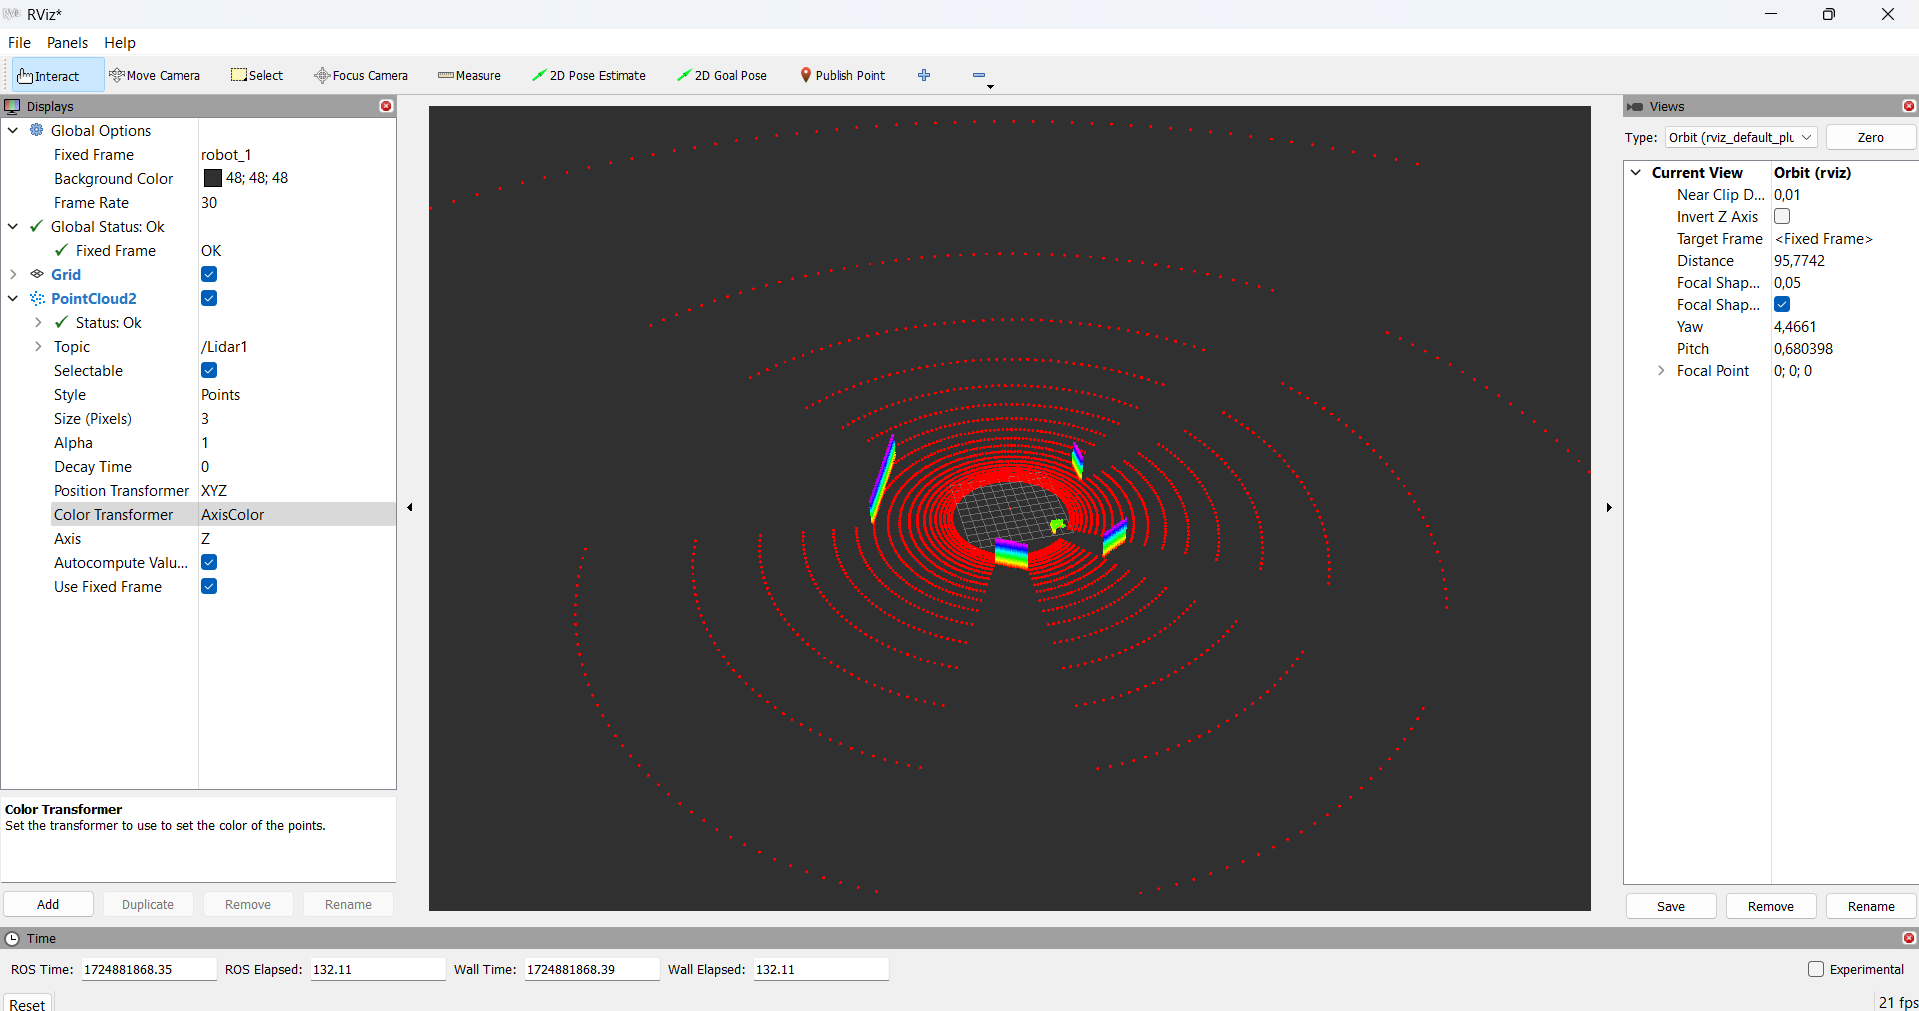 RViz*
File Panels Help
Interact Move Camera Select Focus Camera Measure 2D Pose Estimate 2D Goal Pose Publish Point
Displays
Global Options
Fixed Frame robot_1
Background Color 48; 48; 48
Frame Rate 30
Global Status: Ok
Fixed Frame OK
Grid
PointCloud2
Status: Ok
Topic /Lidar1
Selectable
Style Points
Size (Pixels) 3
Alpha 1
Decay Time 0
Position Transformer XYZ
Color Transformer AxisColor
Axis Z
Autocompute Valu...
Use Fixed Frame
Color Transformer
Set the transformer to use to set the color of the points.
Add Duplicate Remove Rename
Views
Type: Orbit (rviz_default_plu Zero
Current View Orbit (rviz)
Near Clip D... 0,01
Invert Z Axis
Target Frame <Fixed Frame>
Distance 95,7742
Focal Shap... 0,05
Focal Shap...
Yaw 4,4661
Pitch 0,680398
Focal Point 0; 0; 0
Save Remove Rename
Time
ROS Time: 1724881868.35 ROS Elapsed: 132.11 Wall Time: 1724881868.39 Wall Elapsed: 132.11 Experimental
Reset 21 fps